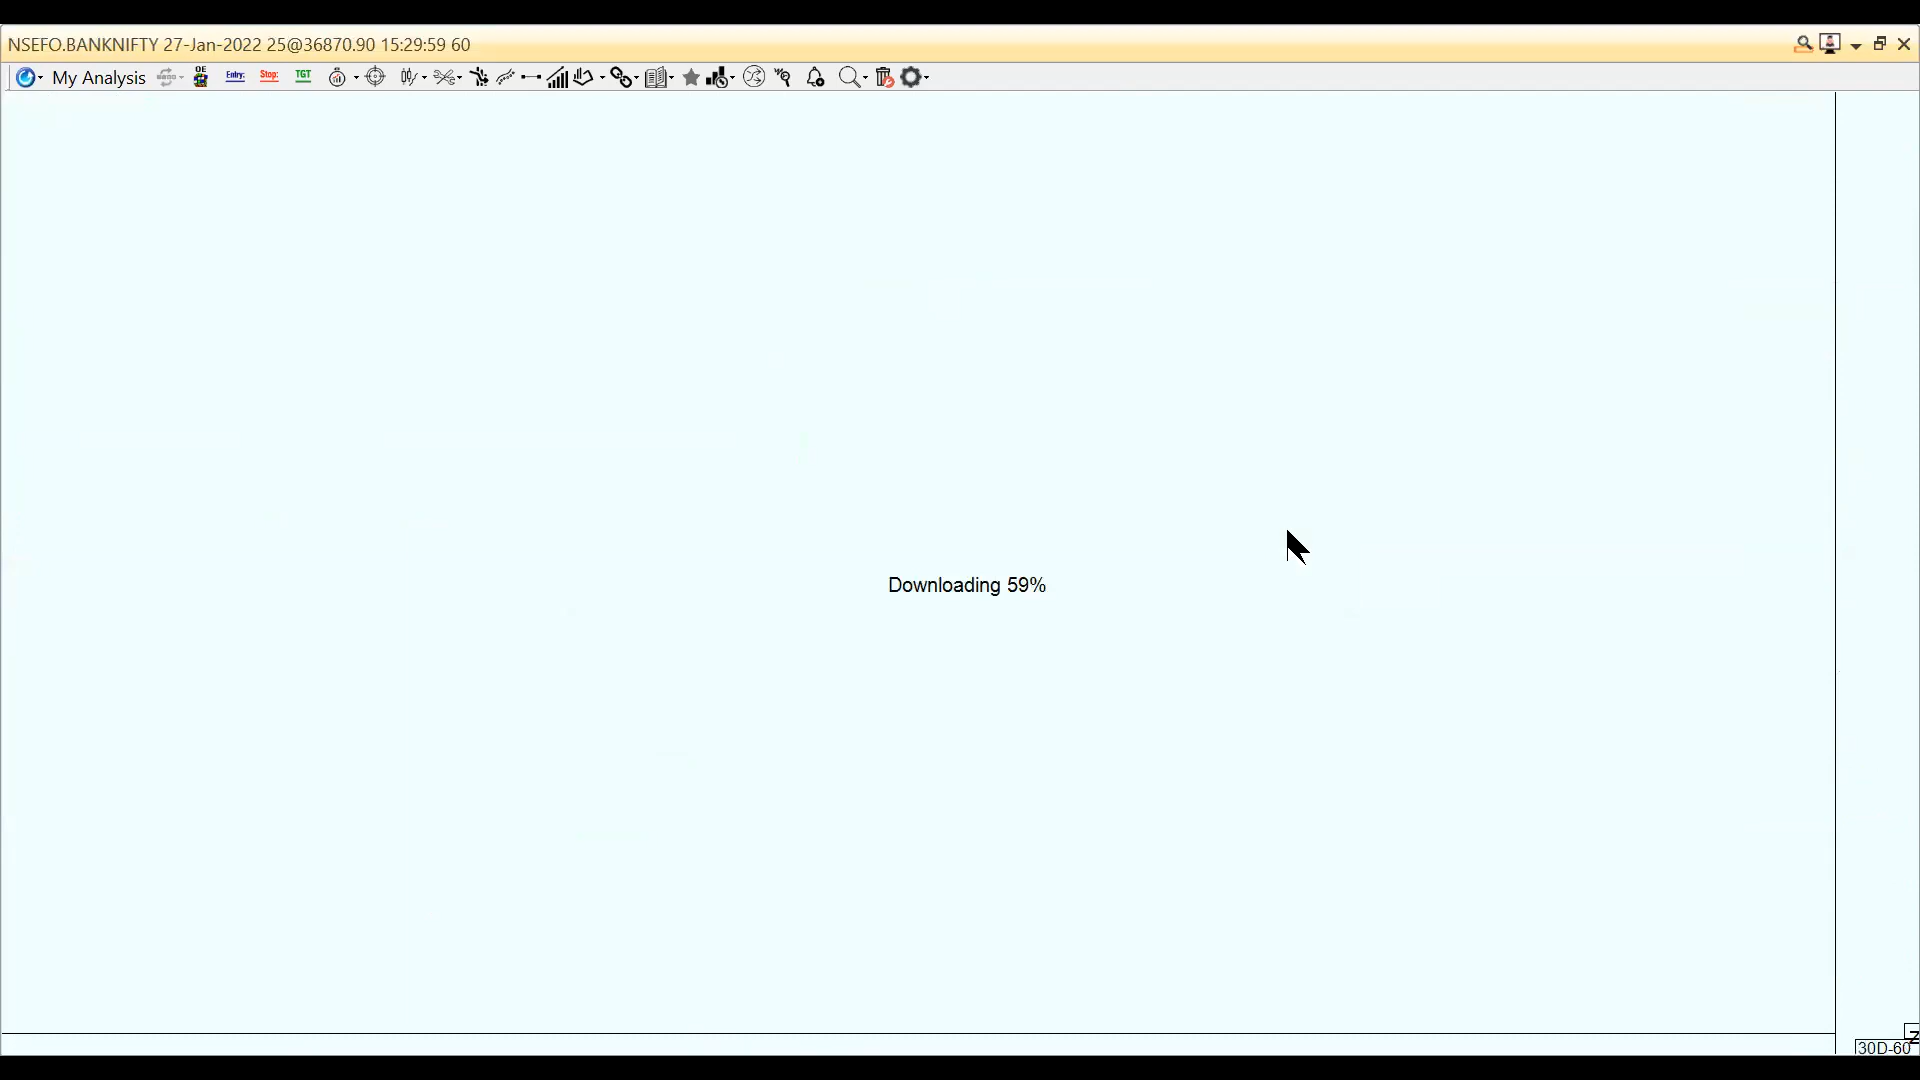 NSEFO.BANKNIFTY 27-Jan-2022 25@36870.90 15:29:59 60
My Analysis OE Entry: Stop: TGT
Downloading 59%
30D-60